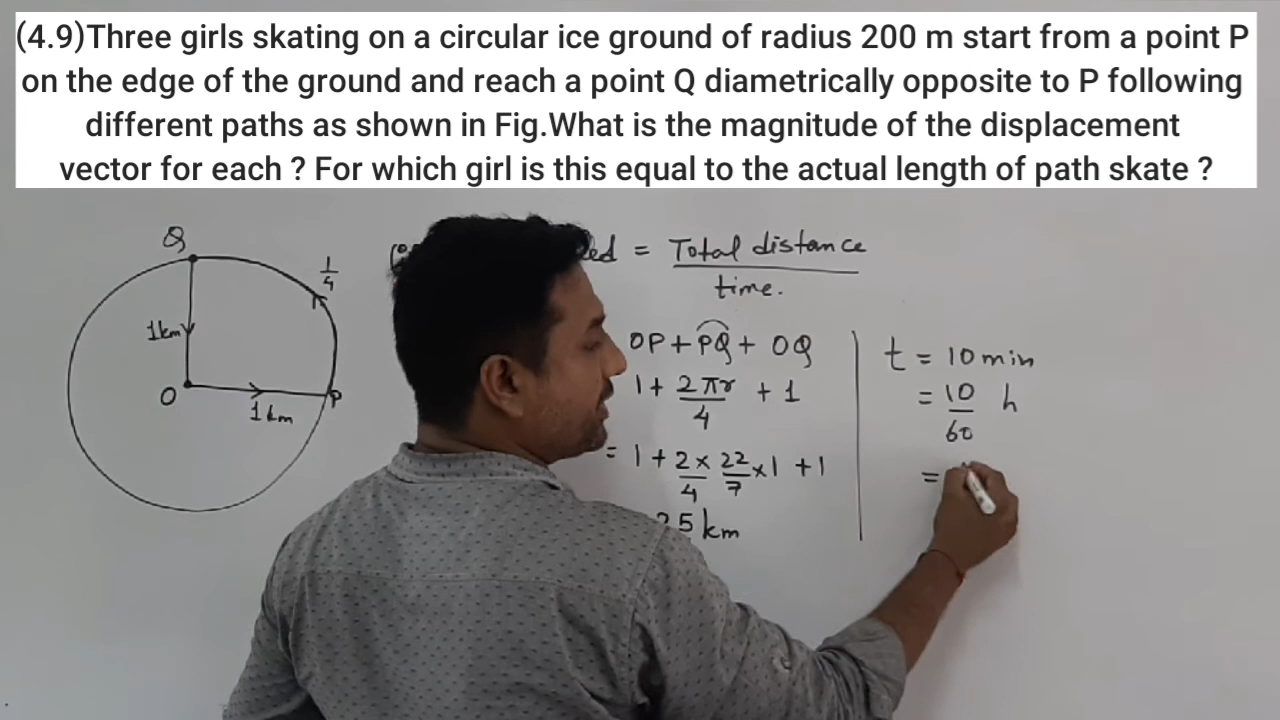 (4.9)Three girls skating on a circular ice ground of radius 200 m start from a point P
on the edge of the ground and reach a point Q diametrically opposite to P following
different paths as shown in Fig.What is the magnitude of the displacement
vector for each ? For which girl is this equal to the actual length of path skate ?
Q
1/4
1km
O
1km
P
= Total distance / time.
OP + PQ + OQ
1 + 2πr/4 + 1
= 1 + 2/4 × 22/7 × 1 + 1
5 km
t = 10 min
= 10/60 h
=